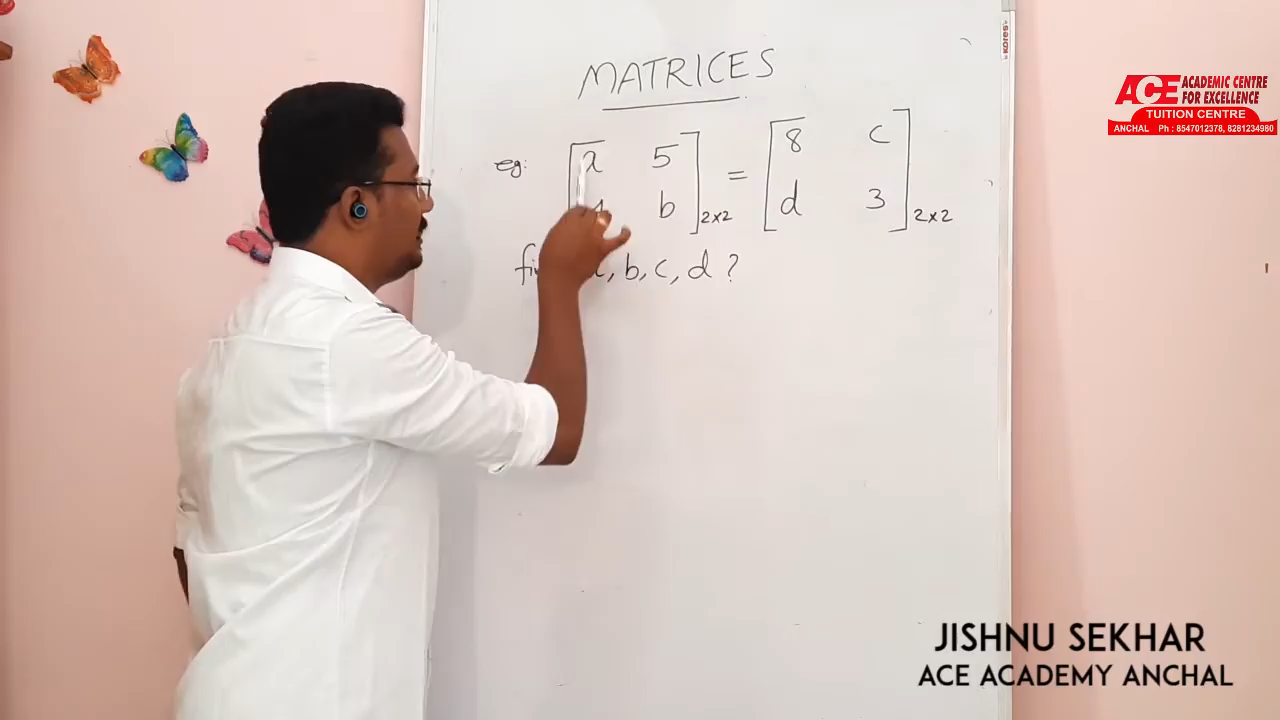 MATRICES
eg: [a 5] = [8 c]
[ b]2x2 [d 3]2x2
b, c, d ?
KORES
ACE ACADEMIC CENTRE
FOR EXCELLENCE
TUITION CENTRE
ANCHAL Ph : 8547012378, 8281234980
JISHNU SEKHAR
ACE ACADEMY ANCHAL